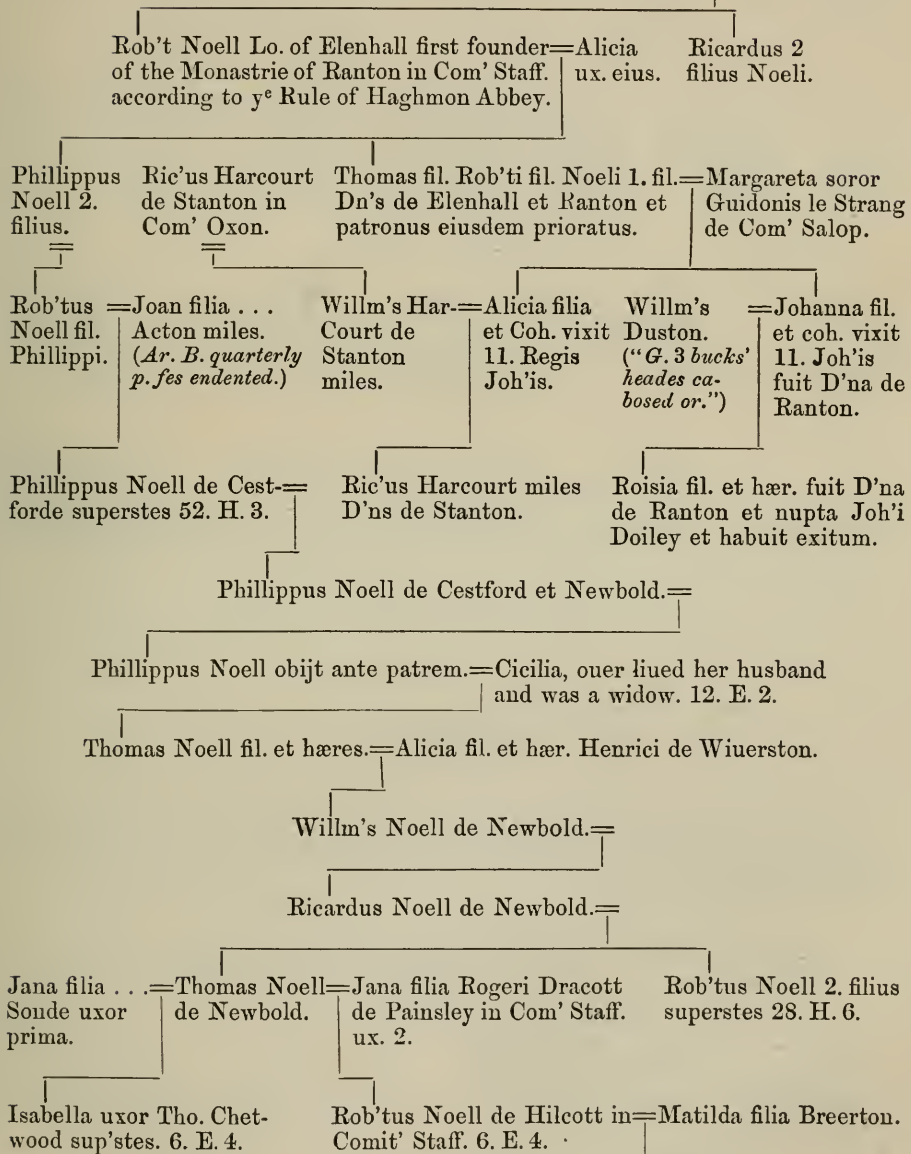 Rob't Noell Lo. of Elenhall first founder=Alicia
of the Monastrie of Ranton in Com' Staff. ux. eius.
according to yᵉ Rule of Haghmon Abbey.
Ricardus 2
filius Noeli.
Phillippus
Noell 2.
filius.
Ric'us Harcourt
de Stanton in
Com' Oxon.
Thomas fil. Rob'ti fil. Noeli 1. fil.=Margareta soror
Dn's de Elenhall et Ranton et Guidonis le Strang
patronus eiusdem prioratus. de Com' Salop.
Rob'tus =Joan filia . . .
Noell fil. Acton miles.
Phillippi. (Ar. B. quarterly
p. fes endented.)
Willm's Har-=Alicia filia
Court de et Coh. vixit
Stanton 11. Regis
miles. Joh'is.
Willm's =Johanna fil.
Duston. et coh. vixit
("G. 3 bucks' 11. Joh'is
heades ca- fuit D'na de
bosed or.") Ranton.
Phillippus Noell de Cest-=
forde superstes 52. H. 3.
Ric'us Harcourt miles
D'ns de Stanton.
Roisia fil. et hær. fuit D'na
de Ranton et nupta Joh'i
Doiley et habuit exitum.
Phillippus Noell de Cestford et Newbold.=
Phillippus Noell obijt ante patrem.=Cicilia, ouer liued her husband
and was a widow. 12. E. 2.
Thomas Noell fil. et hæres.=Alicia fil. et hær. Henrici de Wiuerston.
Willm's Noell de Newbold.=
Ricardus Noell de Newbold.=
Jana filia . . .=Thomas Noell=Jana filia Rogeri Dracott
Sonde uxor de Newbold. de Painsley in Com' Staff.
prima. ux. 2.
Rob'tus Noell 2. filius
superstes 28. H. 6.
Isabella uxor Tho. Chet-
wood sup'stes. 6. E. 4.
Rob'tus Noell de Hilcott in=Matilda filia Breerton.
Comit' Staff. 6. E. 4.